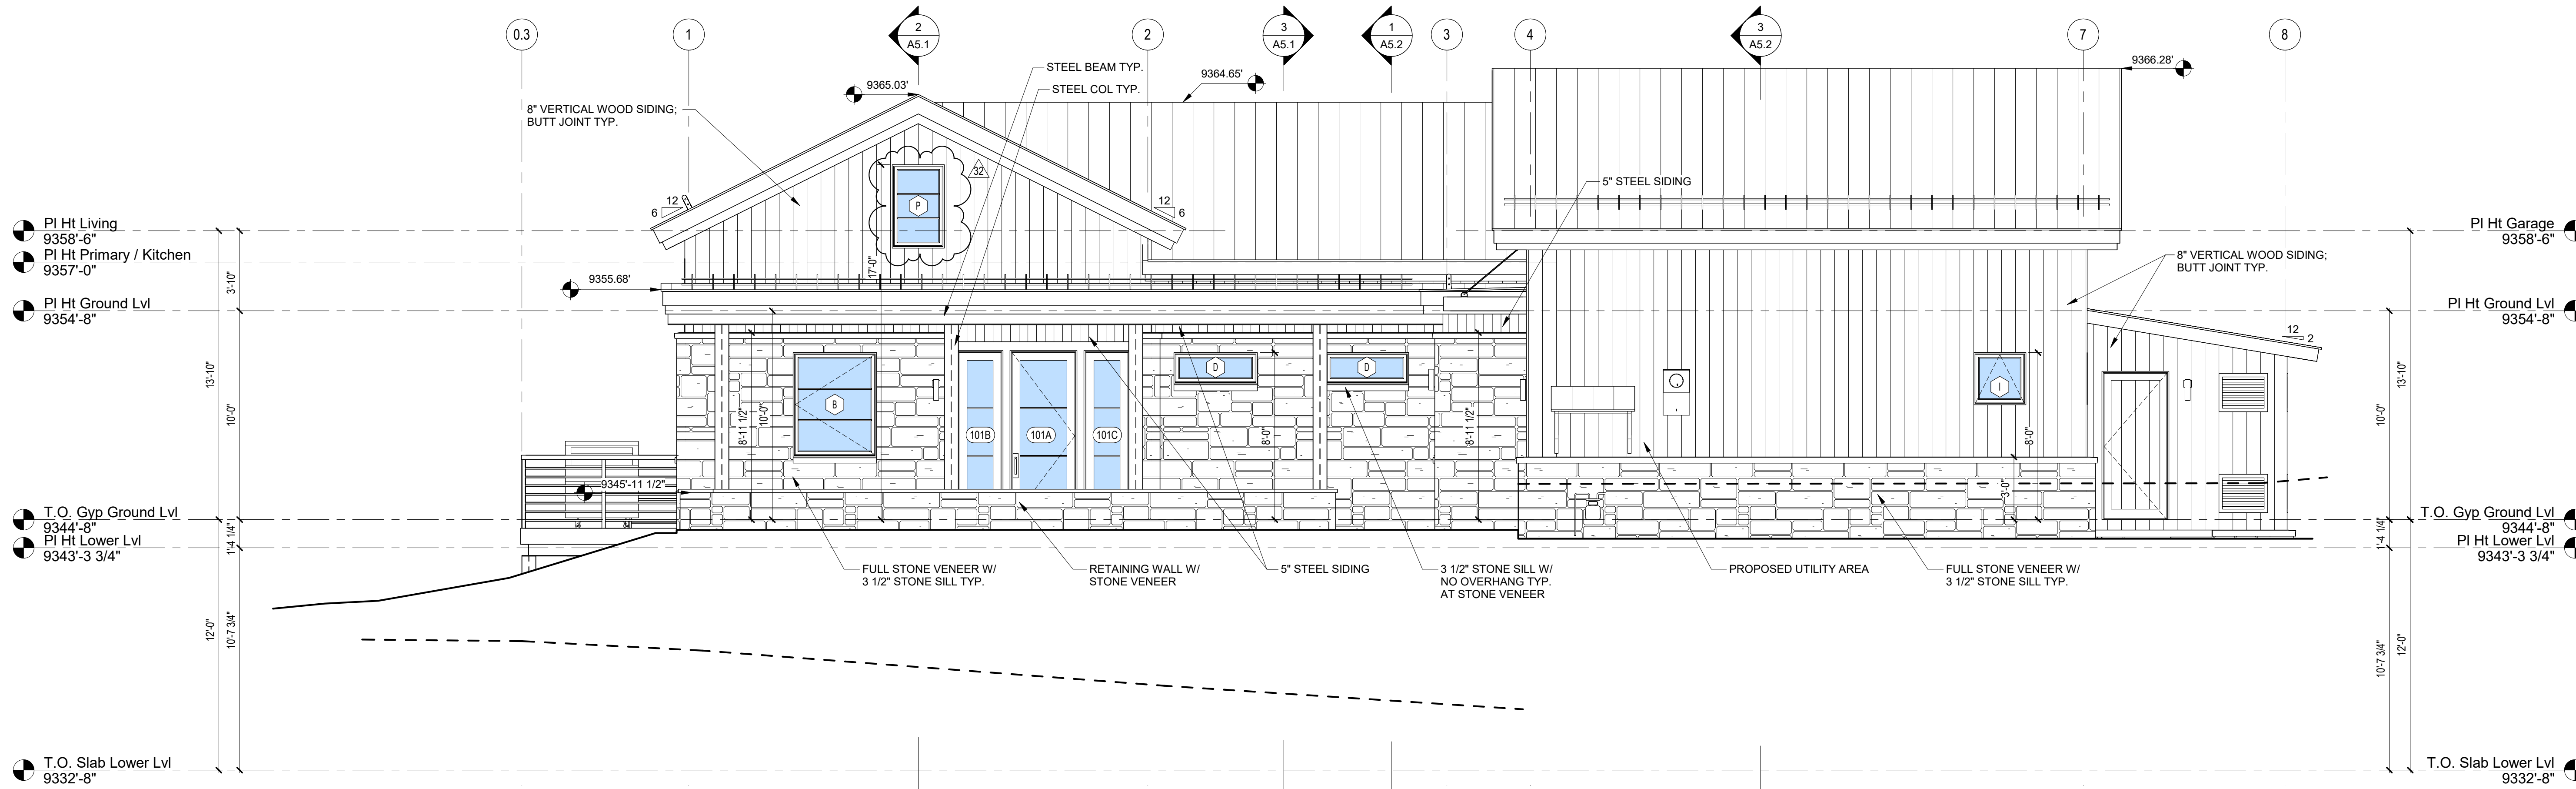 0.3
1
2
A5.1
2
3
A5.1
1
A5.2
3
4
3
A5.2
7
8
STEEL BEAM TYP.
STEEL COL TYP.
9365.03'
9364.65'
9366.28'
8" VERTICAL WOOD SIDING;
BUTT JOINT TYP.
32
P
12
6
12
6
5" STEEL SIDING
Pl Ht Living
9358'-6"
Pl Ht Primary / Kitchen
9357'-0"
Pl Ht Ground Lvl
9354'-8"
T.O. Gyp Ground Lvl
9344'-8"
Pl Ht Lower Lvl
9343'-3 3/4"
T.O. Slab Lower Lvl
9332'-8"
3'-10"
13'-10"
10'-0"
1'-4 1/4"
12'-0"
10'-7 3/4"
9355.68'
17'-0"
8'-11 1/2"
10'-0"
B
101B
101A
101C
D
D
8'-0"
8'-11 1/2"
I
8'-0"
3'-0"
9345'-11 1/2"
8" VERTICAL WOOD SIDING;
BUTT JOINT TYP.
12
2
FULL STONE VENEER W/
3 1/2" STONE SILL TYP.
RETAINING WALL W/
STONE VENEER
5" STEEL SIDING
3 1/2" STONE SILL W/
NO OVERHANG TYP.
AT STONE VENEER
PROPOSED UTILITY AREA
FULL STONE VENEER W/
3 1/2" STONE SILL TYP.
Pl Ht Garage
9358'-6"
Pl Ht Ground Lvl
9354'-8"
T.O. Gyp Ground Lvl
9344'-8"
Pl Ht Lower Lvl
9343'-3 3/4"
T.O. Slab Lower Lvl
9332'-8"
13'-10"
10'-0"
1'-4 1/4"
10'-7 3/4"
12'-0"